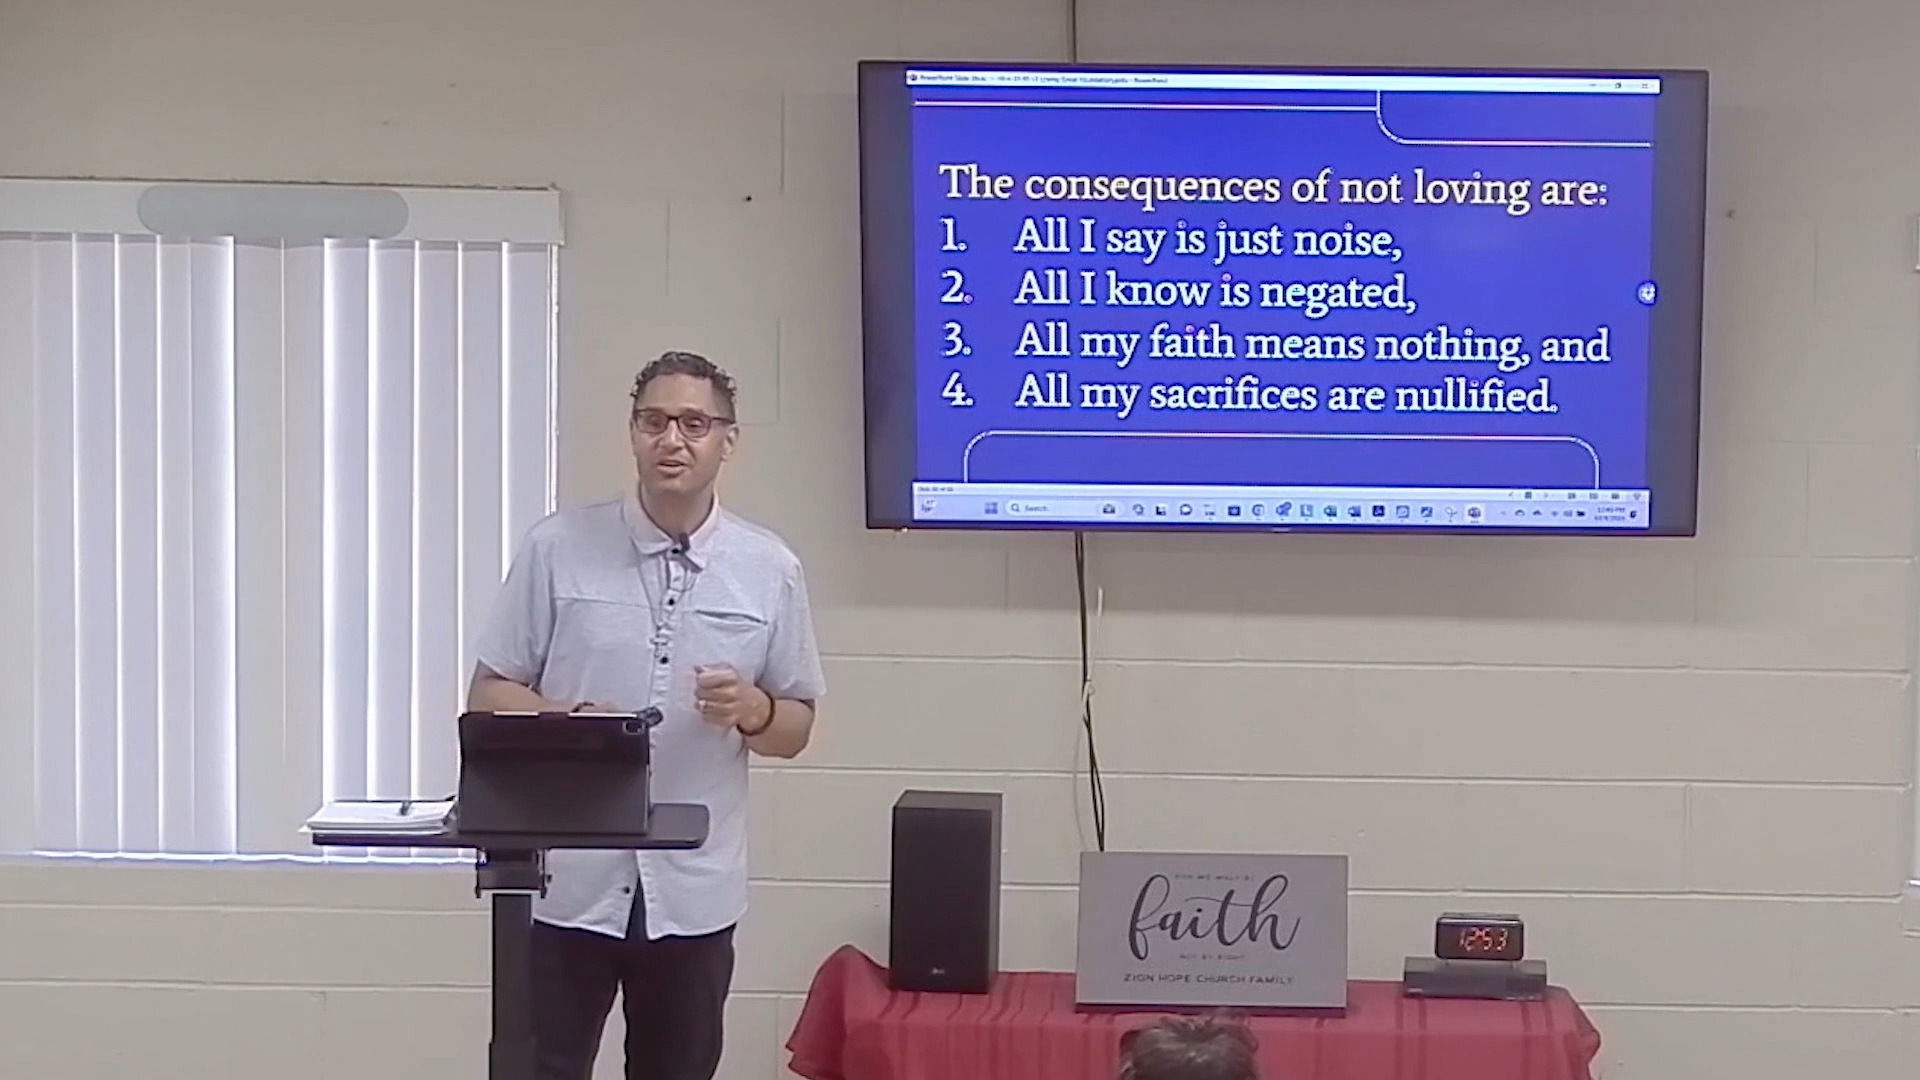 The consequences of not loving are:
1. All I say is just noise,
2. All I know is negated,
3. All my faith means nothing, and
4. All my sacrifices are nullified.
Search
faith
ZION HOPE CHURCH FAMILY
12:53